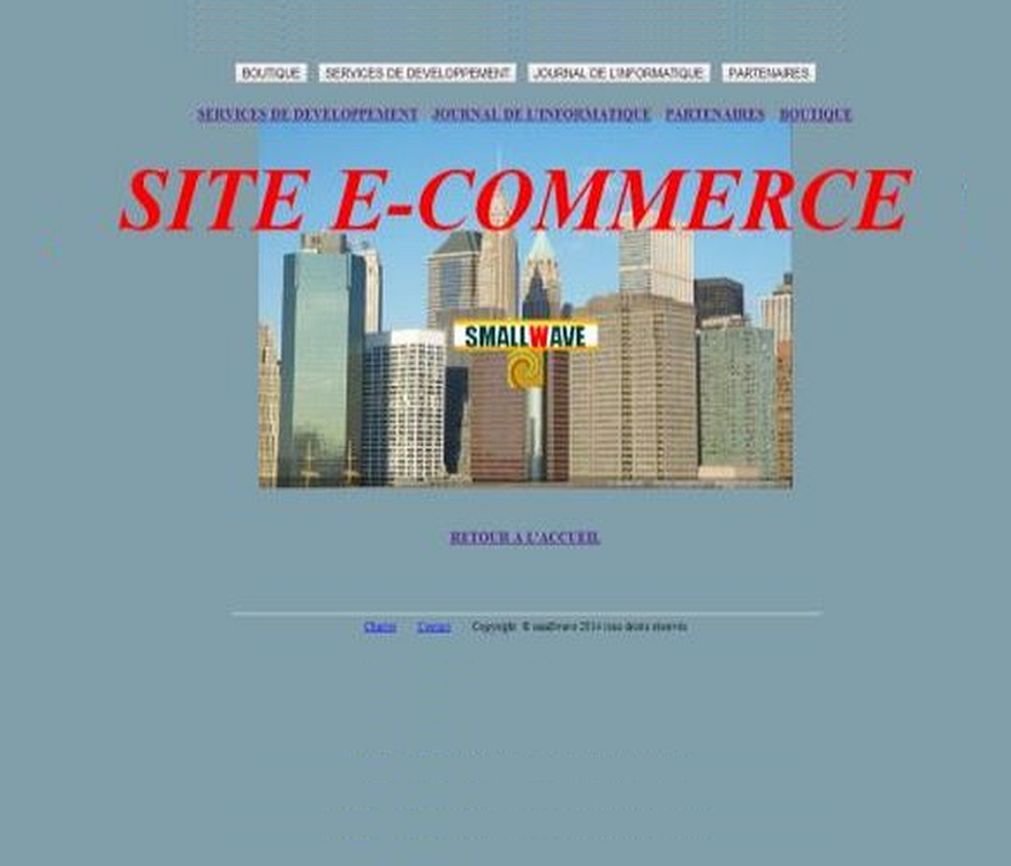 BOUTIQUE SERVICES DE DEVELOPPEMENT JOURNAL DE L'INFORMATIQUE PARTENAIRES
SERVICES DE DEVELOPPEMENT JOURNAL DE L'INFORMATIQUE PARTENAIRES BOUTIQUE
SITE E-COMMERCE
SMALLWAVE
RETOUR A L'ACCUEIL
Contact Copyright © smallwave 2014 tous droits réservés